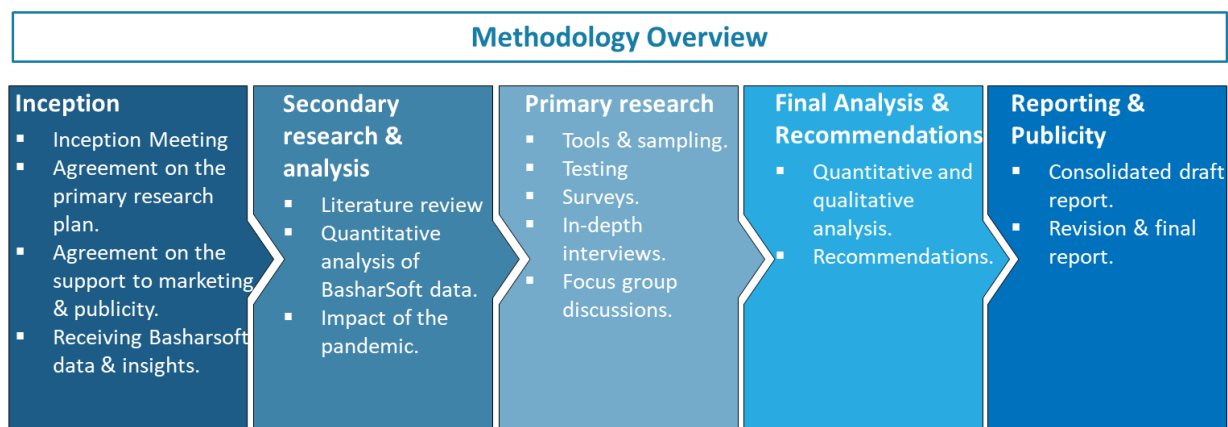 Methodology Overview
Inception
▪ Inception Meeting
▪ Agreement on the
primary research
plan.
▪ Agreement on the
support to marketing
& publicity.
▪ Receiving Basharsoft
data & insights.
Secondary
research &
analysis
▪ Literature review
▪ Quantitative
analysis of
BasharSoft data.
▪ Impact of the
pandemic.
Primary research
▪ Tools & sampling.
▪ Testing
▪ Surveys.
▪ In-depth
interviews.
▪ Focus group
discussions.
Final Analysis &
Recommendations
▪ Quantitative and
qualitative
analysis.
▪ Recommendations.
Reporting &
Publicity
▪ Consolidated draft
report.
▪ Revision & final
report.